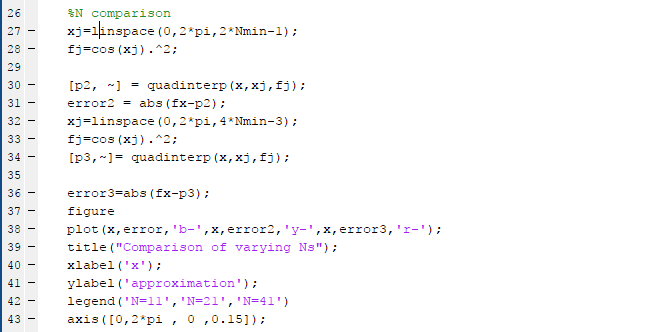 26 %N comparison
27 - xj=linspace(0,2*pi,2*Nmin-1);
28 - fj=cos(xj).^2;
29
30 - [p2, ~] = quadinterp(x,xj,fj);
31 - error2 = abs(fx-p2);
32 - xj=linspace(0,2*pi,4*Nmin-3);
33 - fj=cos(xj).^2;
34 - [p3,~]= quadinterp(x,xj,fj);
35
36 - error3=abs(fx-p3);
37 - figure
38 - plot(x,error,'b-',x,error2,'y-',x,error3,'r-');
39 - title("Comparison of varying Ns");
40 - xlabel('x');
41 - ylabel('approximation');
42 - legend('N=11','N=21','N=41')
43 - axis([0,2*pi , 0 ,0.15]);